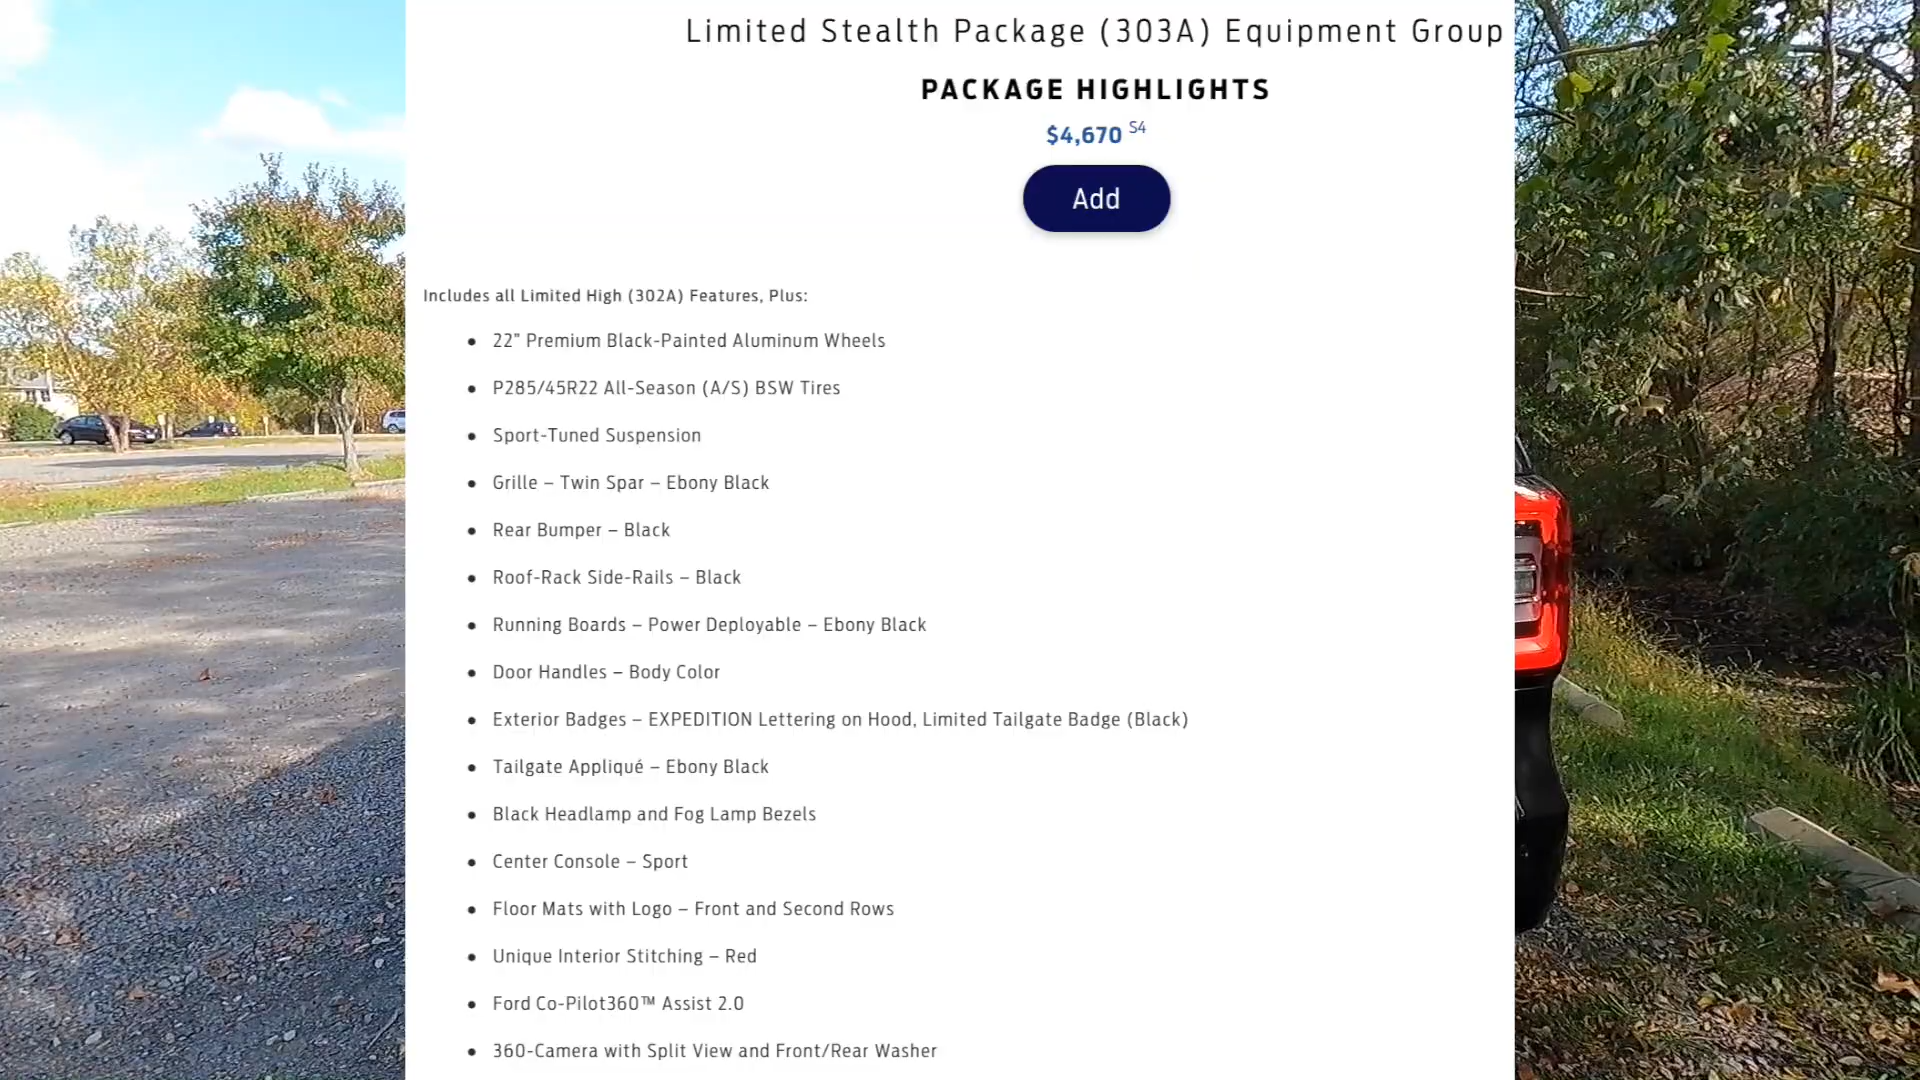 Limited Stealth Package (303A) Equipment Group
PACKAGE HIGHLIGHTS
$4,670 S4
Add
Includes all Limited High (302A) Features, Plus:
• 22" Premium Black-Painted Aluminum Wheels
• P285/45R22 All-Season (A/S) BSW Tires
• Sport-Tuned Suspension
• Grille – Twin Spar – Ebony Black
• Rear Bumper – Black
• Roof-Rack Side-Rails – Black
• Running Boards – Power Deployable – Ebony Black
• Door Handles – Body Color
• Exterior Badges – EXPEDITION Lettering on Hood, Limited Tailgate Badge (Black)
• Tailgate Appliqué – Ebony Black
• Black Headlamp and Fog Lamp Bezels
• Center Console – Sport
• Floor Mats with Logo – Front and Second Rows
• Unique Interior Stitching – Red
• Ford Co-Pilot360™ Assist 2.0
• 360-Camera with Split View and Front/Rear Washer